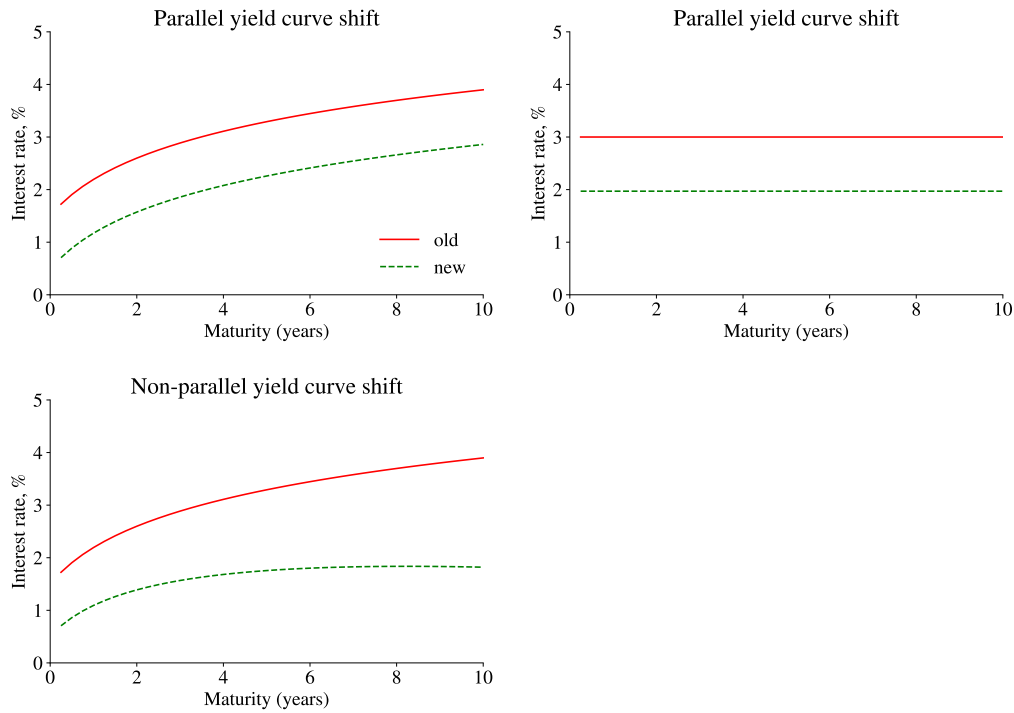 Parallel yield curve shift
5
4
3
2
1
0
Interest rate, %
old
new
0 2 4 6 8 10
Maturity (years)
Parallel yield curve shift
5
4
3
2
1
0
Interest rate, %
0 2 4 6 8 10
Maturity (years)
Non-parallel yield curve shift
5
4
3
2
1
0
Interest rate, %
0 2 4 6 8 10
Maturity (years)